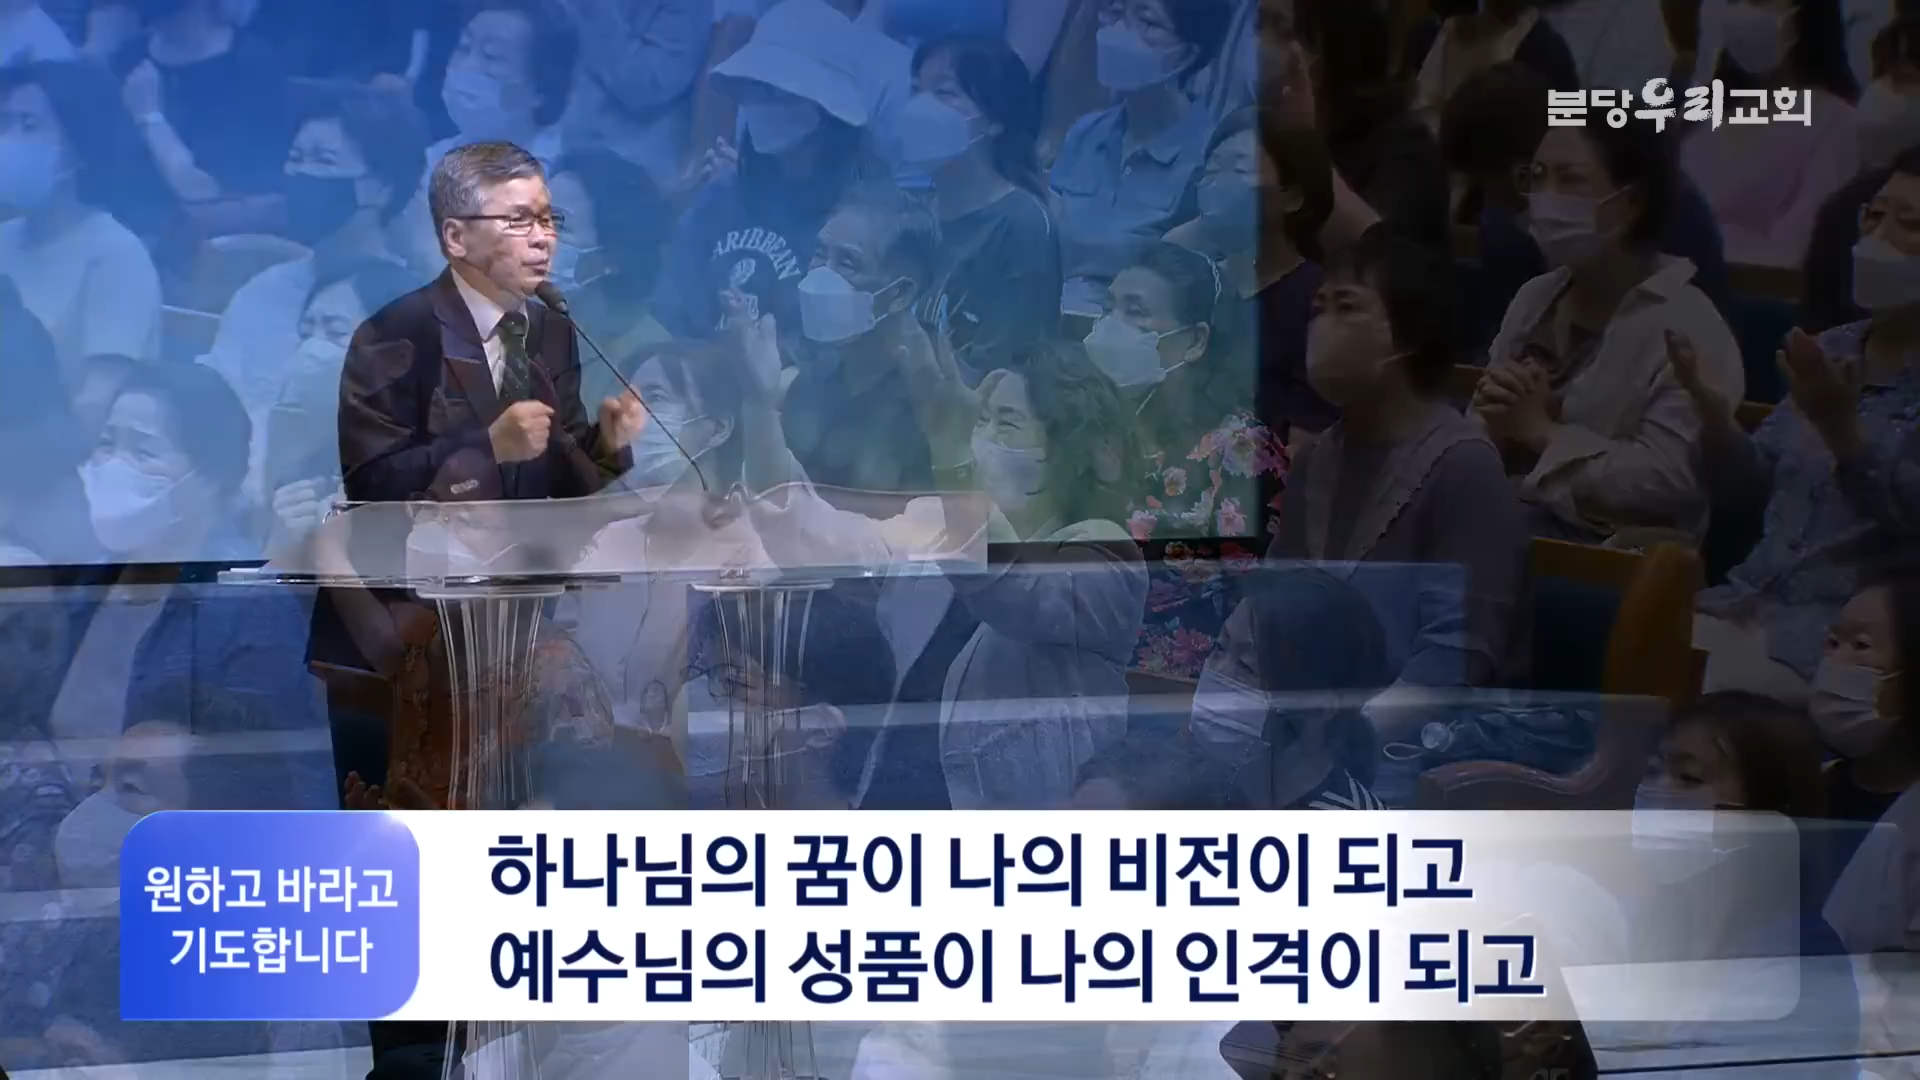 분당우리교회
ARIBBEAN
원하고 바라고
기도합니다
하나님의 꿈이 나의 비전이 되고
예수님의 성품이 나의 인격이 되고